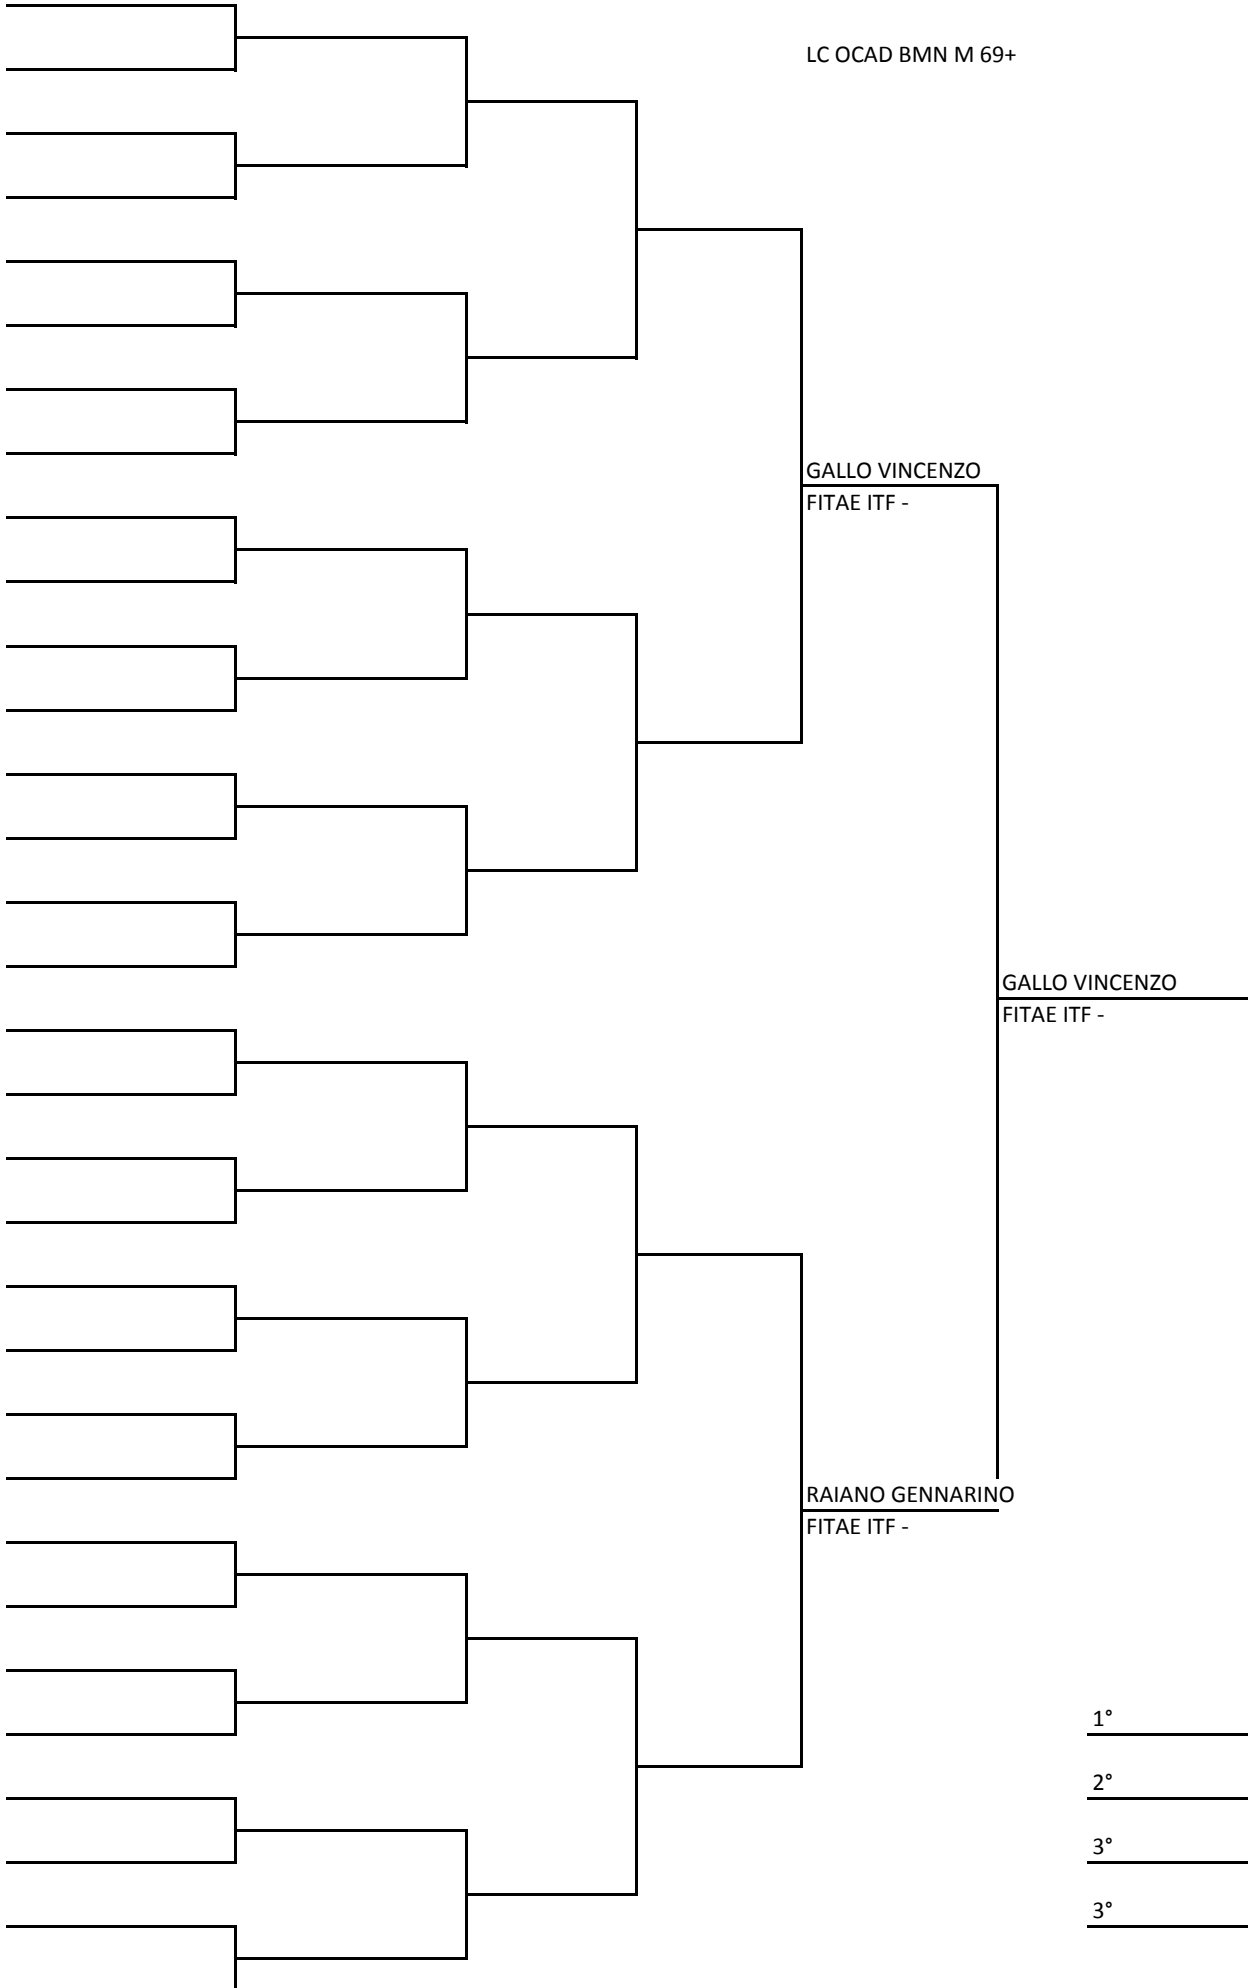 LC OCAD BMN M 69+
GALLO VINCENZO
FITAE ITF -
GALLO VINCENZO
FITAE ITF -
RAIANO GENNARINO
FITAE ITF -
1°
2°
3°
3°